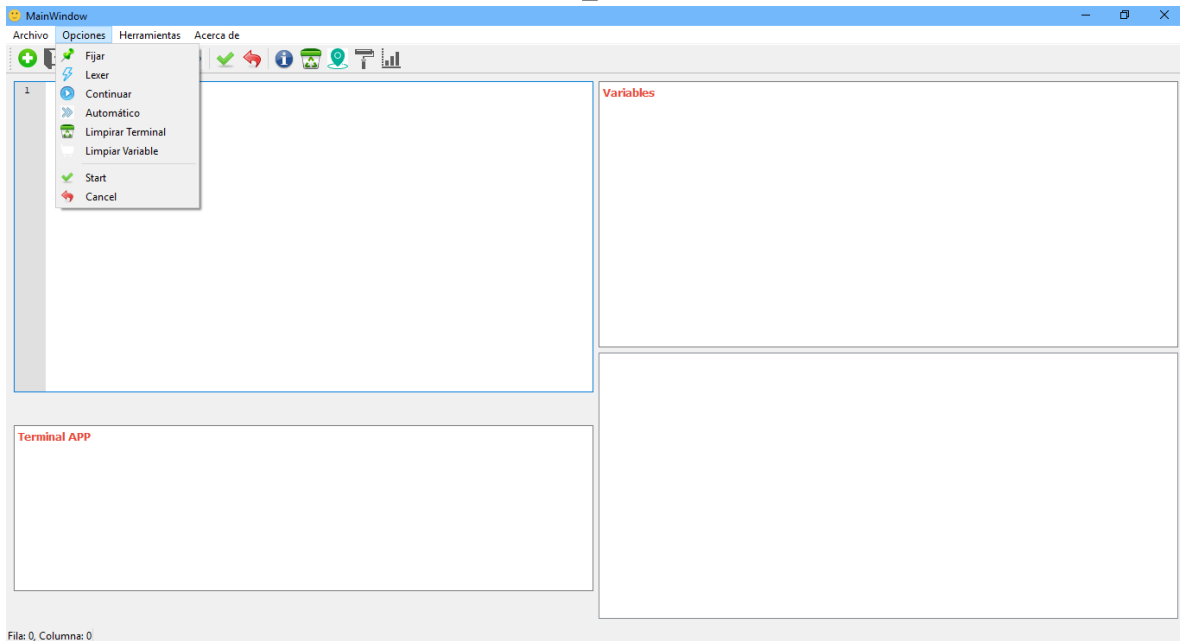 MainWindow
Archivo Opciones Herramientas Acerca de
Fijar
Lexer
Continuar
Automático
Limpirar Terminal
Limpiar Variable
Start
Cancel
1
Variables
Terminal APP
Fila: 0, Columna: 0